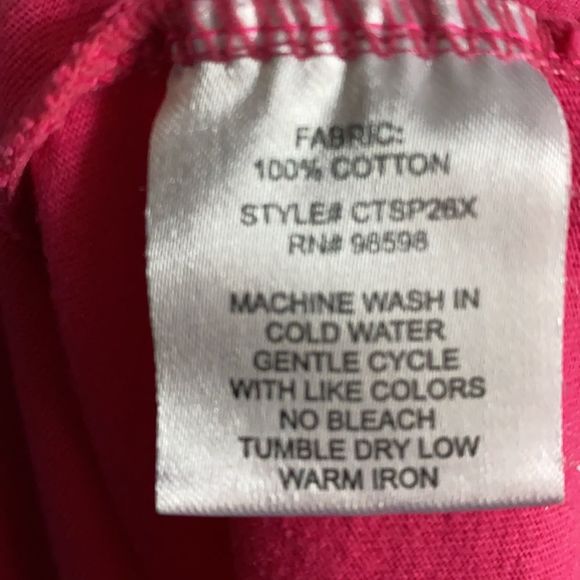 FABRIC:
100% COTTON
STYLE# CTSP26X
RN# 98598
MACHINE WASH IN
COLD WATER
GENTLE CYCLE
WITH LIKE COLORS
NO BLEACH
TUMBLE DRY LOW
WARM IRON